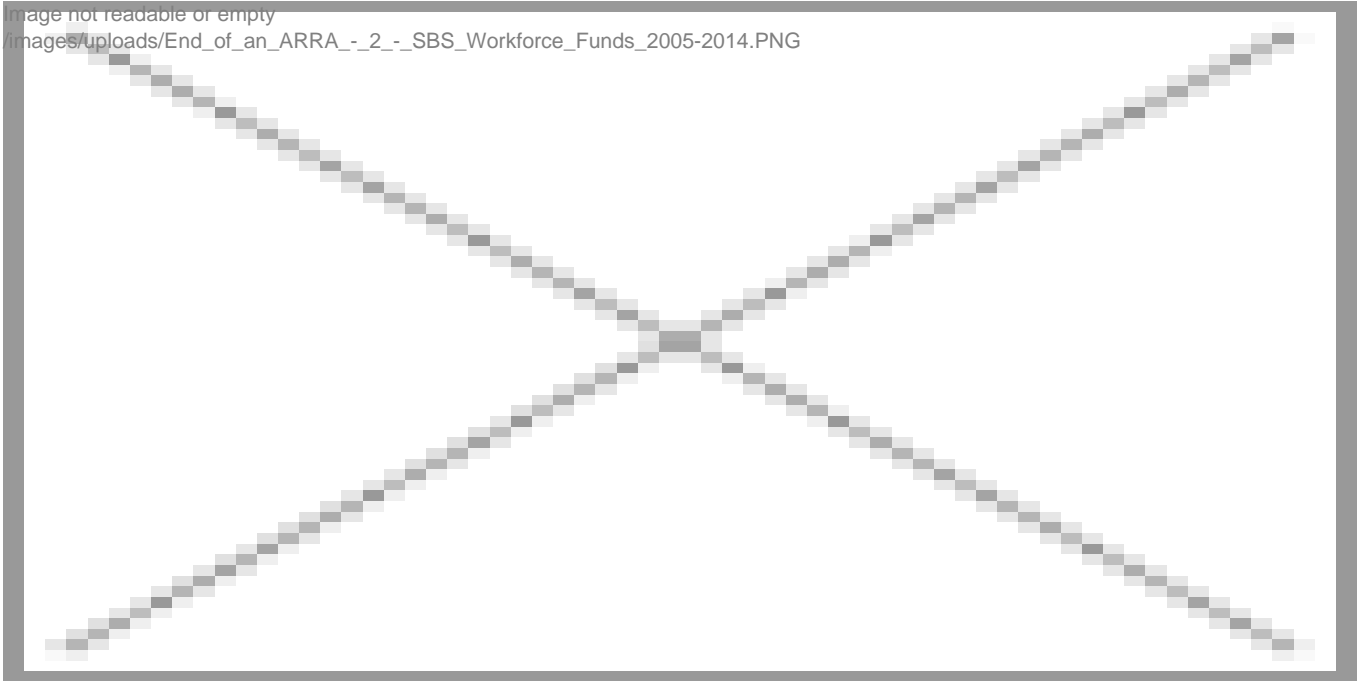 Image not readable or empty
/images/uploads/End_of_an_ARRA_-_2_-_SBS_Workforce_Funds_2005-2014.PNG